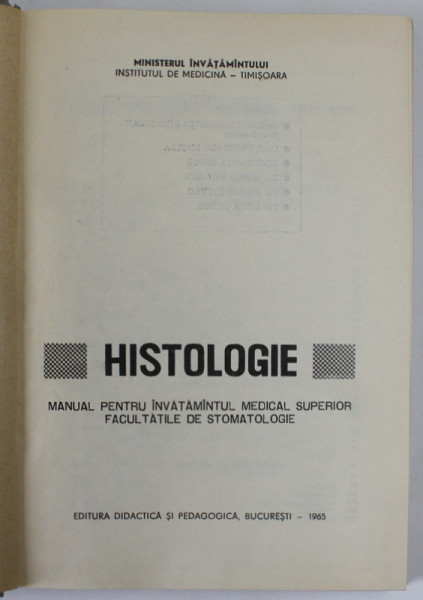 MINISTERUL ÎNVĂŢĂMÎNTULUI
INSTITUTUL DE MEDICINĂ – TIMIŞOARA
HISTOLOGIE
MANUAL PENTRU ÎNVĂŢĂMÎNTUL MEDICAL SUPERIOR
FACULTĂŢILE DE STOMATOLOGIE
EDITURA DIDACTICĂ ŞI PEDAGOGICĂ, BUCUREŞTI – 1965